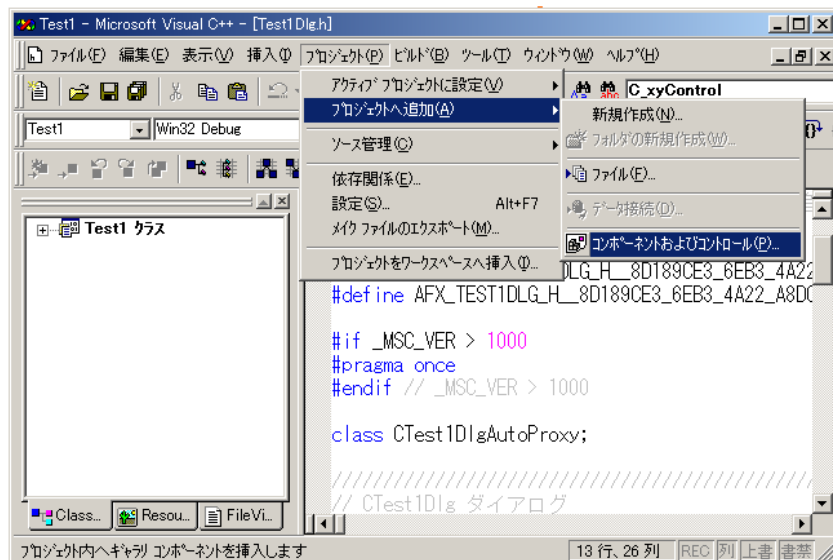 Test1 - Microsoft Visual C++ - [Test1Dlg.h]
ファイル(F) 編集(E) 表示(V) 挿入(I) プロジェクト(P) ビルド(B) ツール(T) ウィンドウ(W) ヘルプ(H)
C_xyControl
Test1 Win32 Debug
アクティブ プロジェクトに設定(V)
プロジェクトへ追加(A)
ソース管理(C)
依存関係(E)...
設定(S)... Alt+F7
メイク ファイルのエクスポート(M)...
プロジェクトをワークスペースへ挿入(I)...
新規作成(N)...
フォルダの新規作成(W)...
ファイル(F)...
データ接続(D)...
コンポーネントおよびコントロール(P)...
Test1 クラス
DLG_H__8D189CE3_6EB3_4A22
#define AFX_TEST1DLG_H__8D189CE3_6EB3_4A22_A8DC
#if _MSC_VER > 1000
#pragma once
#endif // _MSC_VER > 1000
class CTest1DlgAutoProxy;
/////////////////////////////////////////////
// CTest1Dlg ダイアログ
Class... Resou... FileVi...
プロジェクト内へギャラリ コンポーネントを挿入します 13 行、26 列 REC 列 上書 書禁